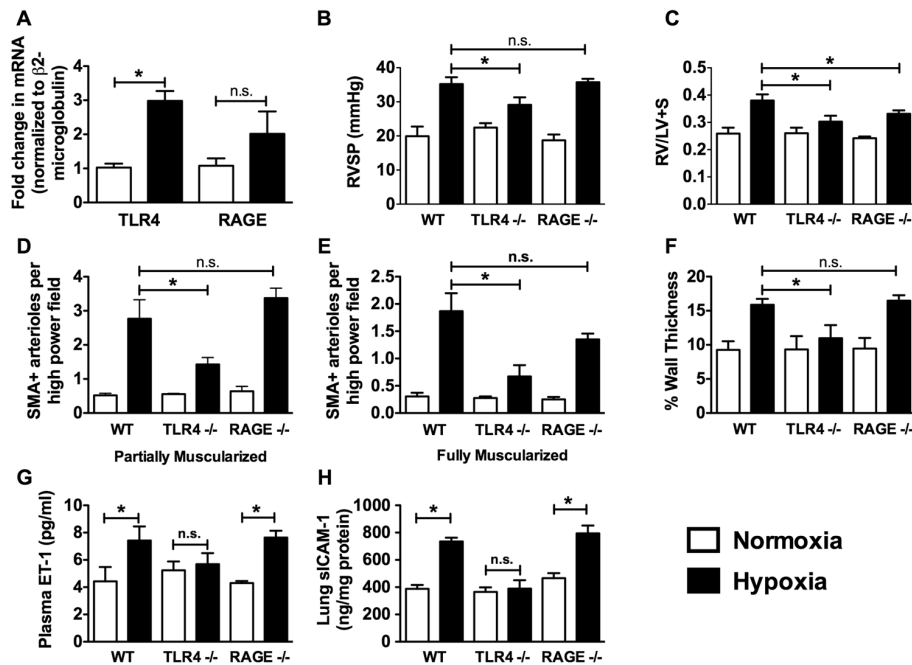 A
Fold change in mRNA
(normalized to β2-
microglobulin)
4
3
2
1
0
*
n.s.
TLR4
RAGE
B
RVSP (mmHg)
50
40
30
20
10
0
n.s.
*
WT
TLR4 -/-
RAGE -/-
C
RV/LV+S
0.5
0.4
0.3
0.2
0.1
0.0
*
*
WT
TLR4 -/-
RAGE -/-
D
SMA+ arterioles per
high power field
4
3
2
1
0
n.s.
*
WT
TLR4 -/-
RAGE -/-
Partially Muscularized
E
SMA+ arterioles per
high power field
2.5
2.0
1.5
1.0
0.5
0.0
n.s.
*
WT
TLR4 -/-
RAGE -/-
Fully Muscularized
F
% Wall Thickness
20
15
10
5
0
n.s.
*
WT
TLR4 -/-
RAGE -/-
G
Plasma ET-1 (pg/ml)
10
8
6
4
2
0
*
n.s.
*
WT
TLR4 -/-
RAGE -/-
H
Lung sICAM-1
(ng/mg protein)
1000
800
600
400
200
0
*
n.s.
*
WT
TLR4 -/-
RAGE -/-
Normoxia
Hypoxia